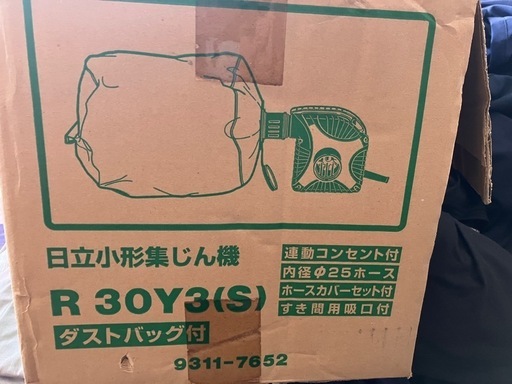 日立小形集じん機
R 30Y3(S)
ダストバッグ付
連動コンセント付
内径φ25ホース
ホースカバーセット付
すき間用吸口付
9311-7652